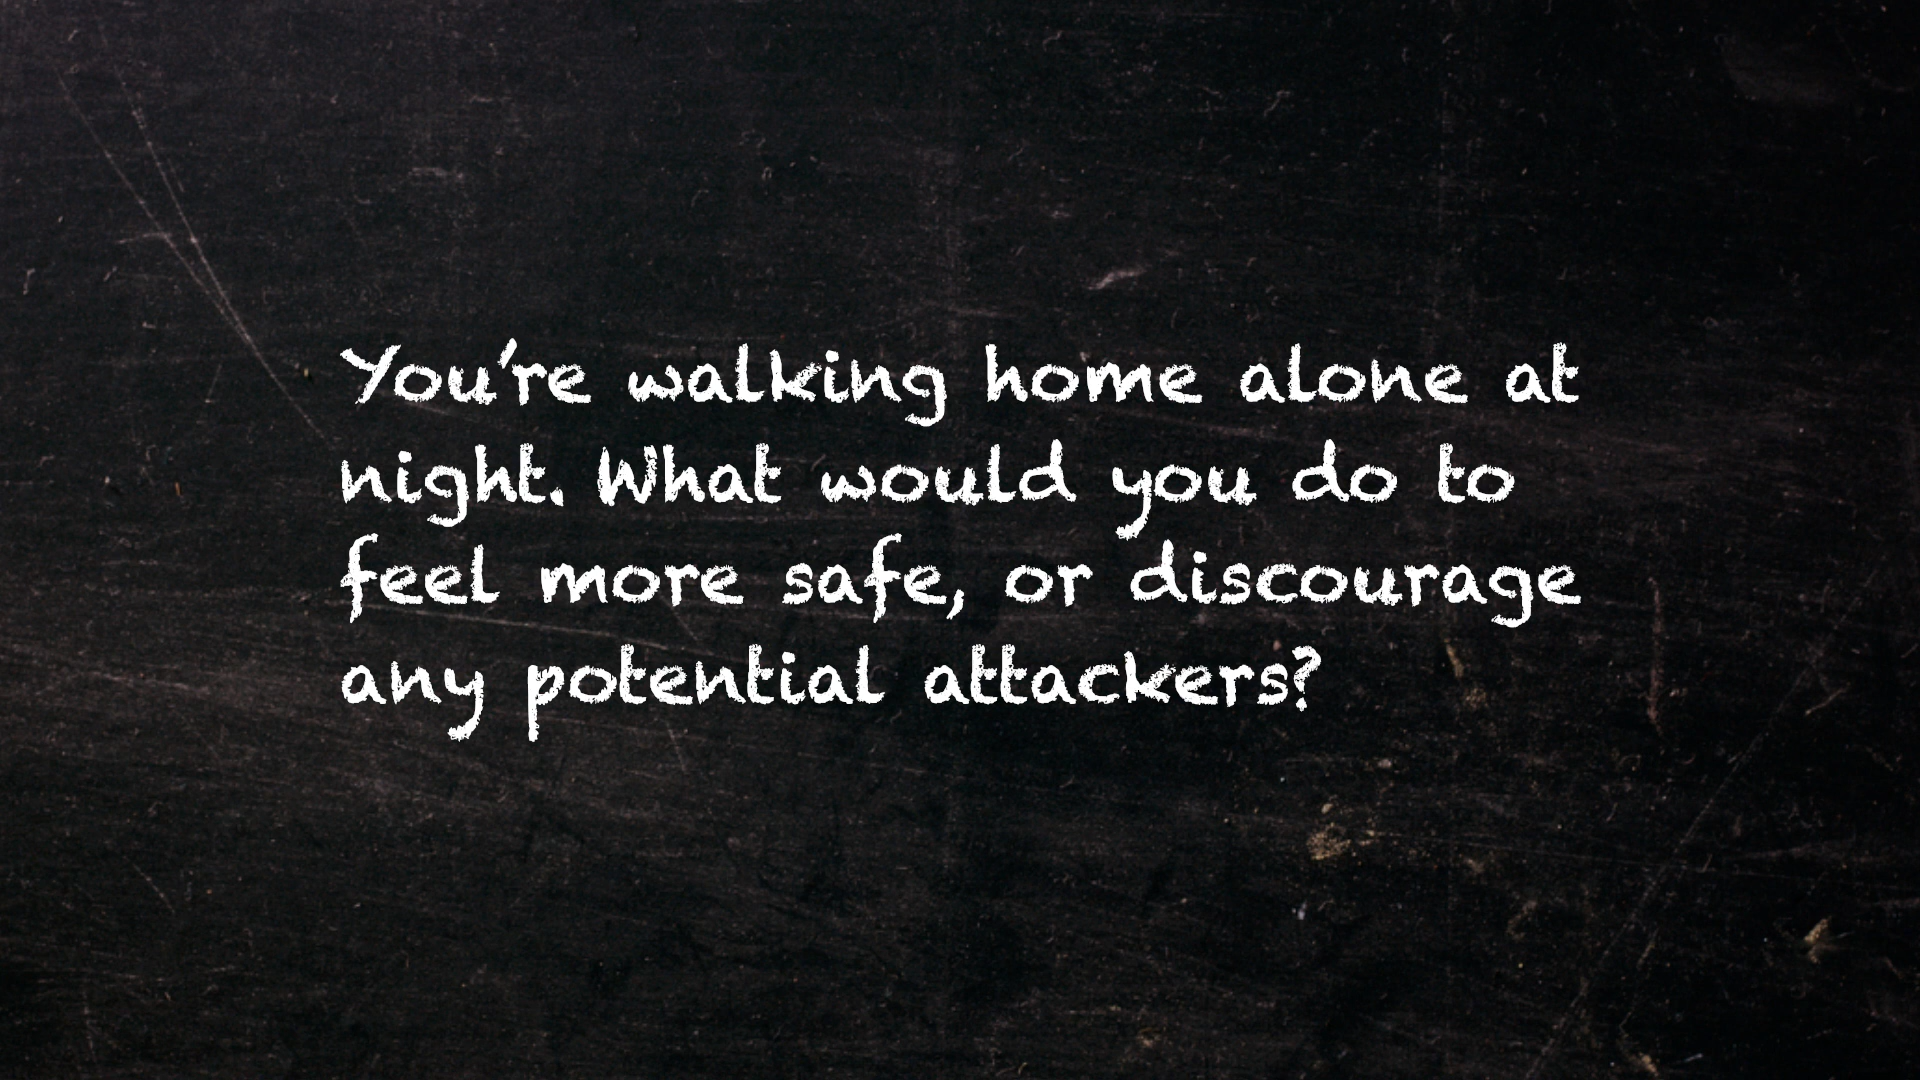 You're walking home alone at
night. What would you do to
feel more safe, or discourage
any potential attackers?